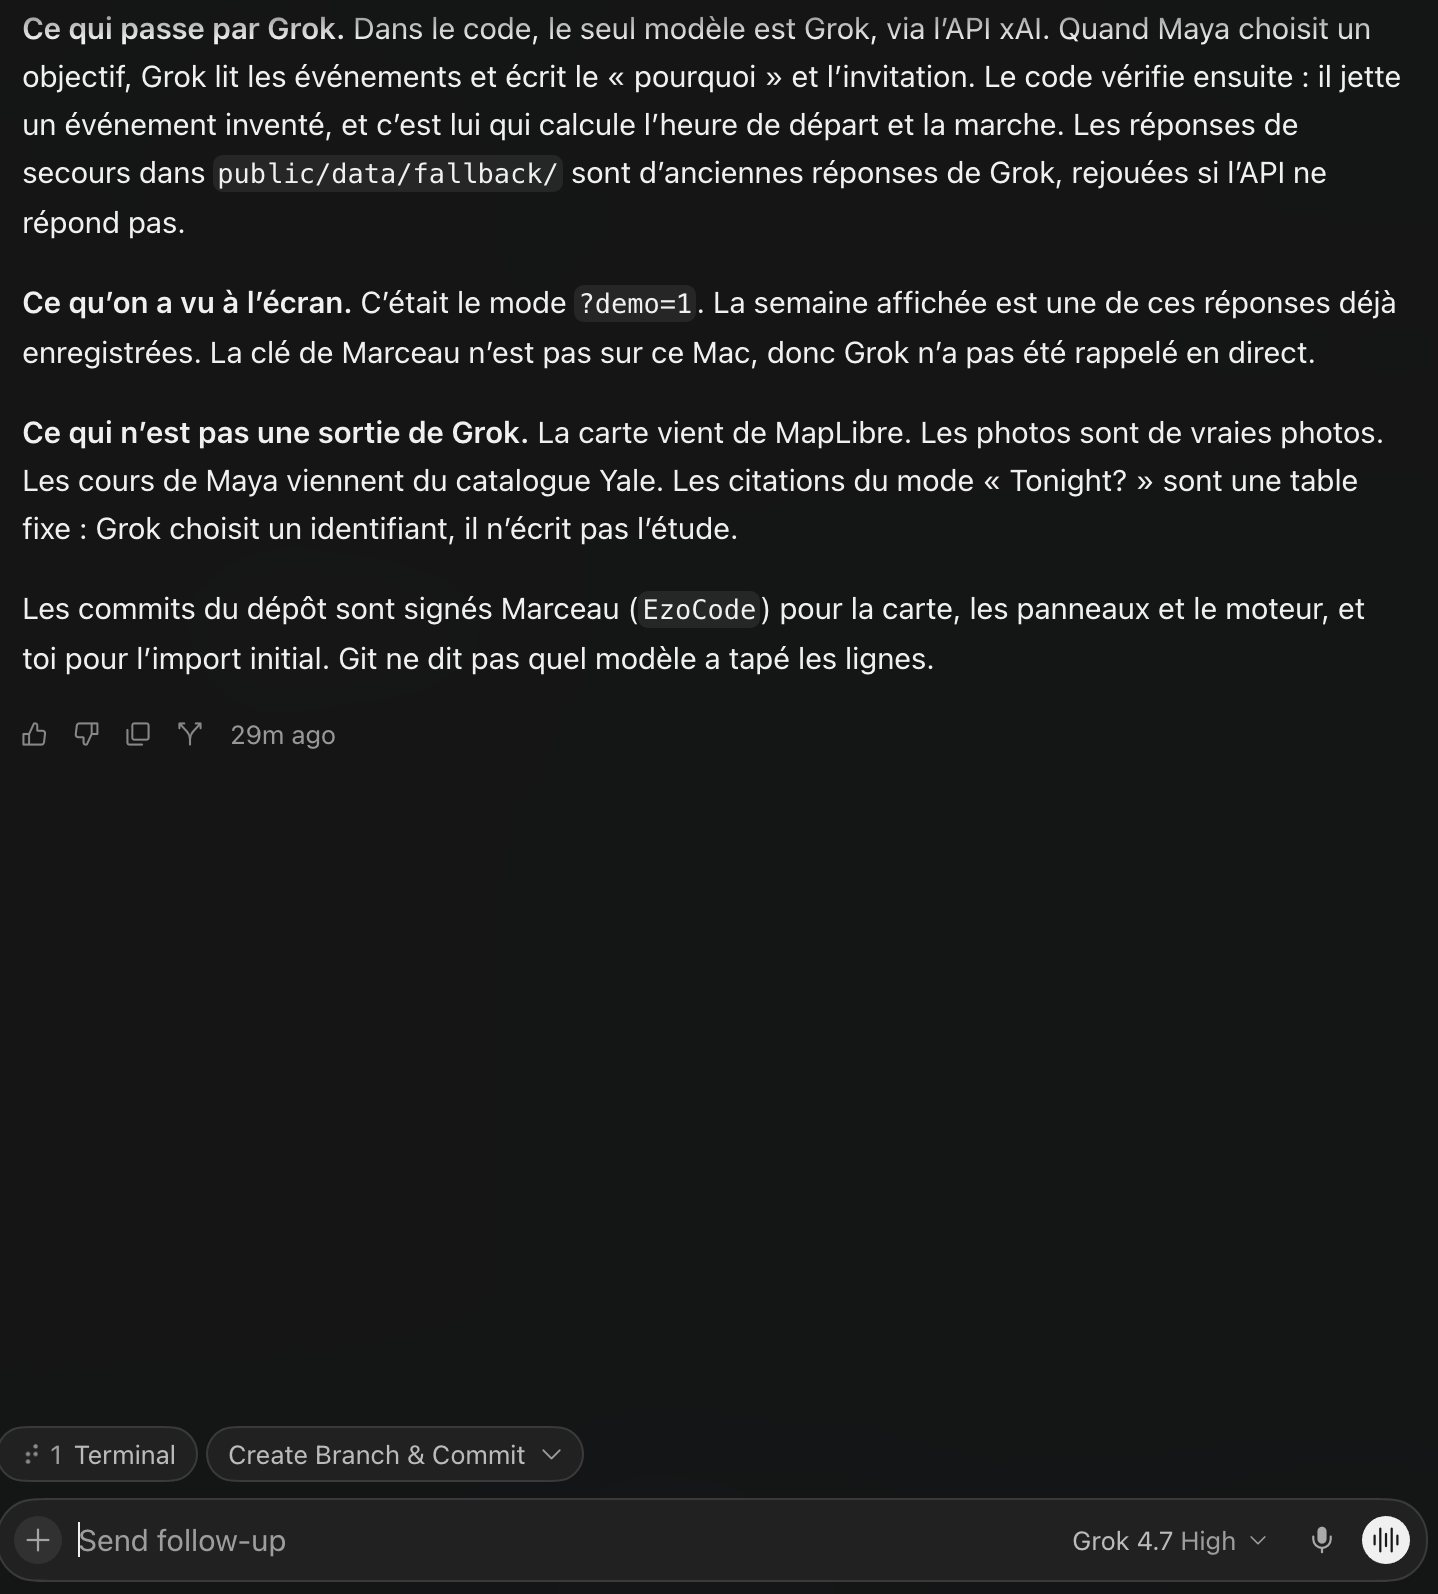 Ce qui passe par Grok. Dans le code, le seul modèle est Grok, via l’API xAI. Quand Maya choisit un
objectif, Grok lit les événements et écrit le « pourquoi » et l’invitation. Le code vérifie ensuite : il jette
un événement inventé, et c’est lui qui calcule l’heure de départ et la marche. Les réponses de
secours dans public/data/fallback/ sont d’anciennes réponses de Grok, rejouées si l’API ne
répond pas.
Ce qu’on a vu à l’écran. C’était le mode ?demo=1. La semaine affichée est une de ces réponses déjà
enregistrées. La clé de Marceau n’est pas sur ce Mac, donc Grok n’a pas été rappelé en direct.
Ce qui n’est pas une sortie de Grok. La carte vient de MapLibre. Les photos sont de vraies photos.
Les cours de Maya viennent du catalogue Yale. Les citations du mode « Tonight? » sont une table
fixe : Grok choisit un identifiant, il n’écrit pas l’étude.
Les commits du dépôt sont signés Marceau (EzoCode) pour la carte, les panneaux et le moteur, et
toi pour l’import initial. Git ne dit pas quel modèle a tapé les lignes.
29m ago
1 Terminal
Create Branch & Commit
Send follow-up
Grok 4.7 High